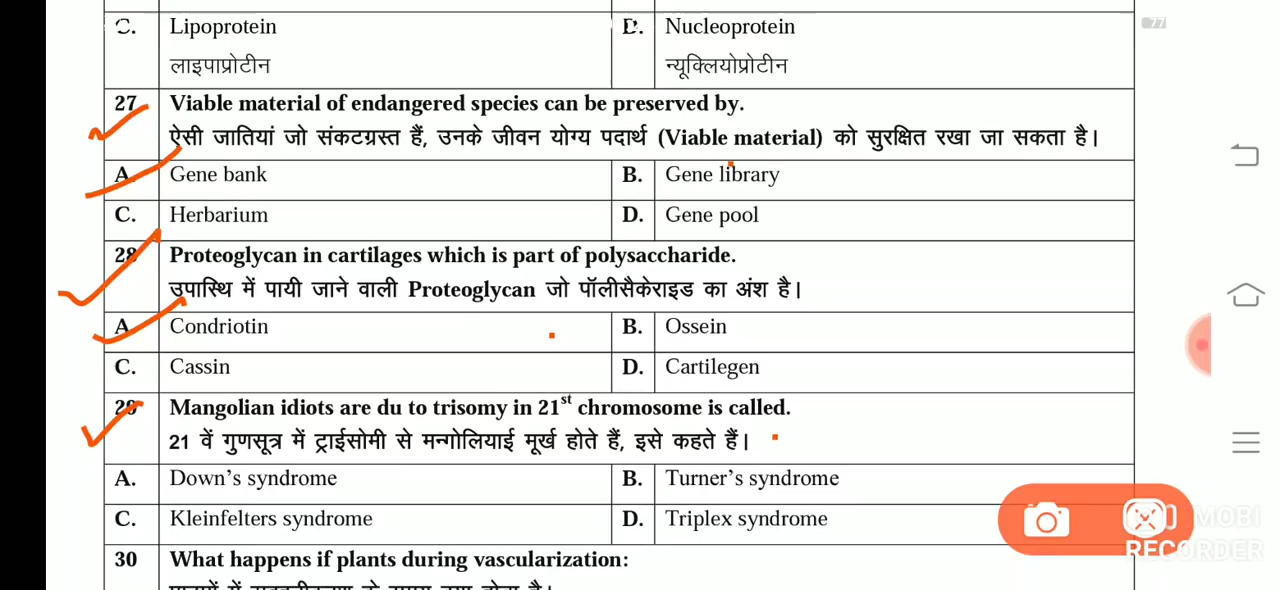 C. Lipoprotein D. Nucleoprotein
लाइपाप्रोटीन न्यूक्लियोप्रोटीन
77
27 Viable material of endangered species can be preserved by.
ऐसी जातियां जो संकटग्रस्त हैं, उनके जीवन योग्य पदार्थ (Viable material) को सुरक्षित रखा जा सकता है।
A. Gene bank B. Gene library
C. Herbarium D. Gene pool
28 Proteoglycan in cartilages which is part of polysaccharide.
उपास्थि में पायी जाने वाली Proteoglycan जो पॉलीसैकेराइड का अंश है।
A. Condriotin B. Ossein
C. Cassin D. Cartilegen
29 Mangolian idiots are du to trisomy in 21st chromosome is called.
21 वें गुणसूत्र में ट्राईसोमी से मन्गोलियाई मूर्ख होते हैं, इसे कहते हैं।
A. Down's syndrome B. Turner's syndrome
C. Kleinfelters syndrome D. Triplex syndrome
MOBI
RECORDER
30 What happens if plants during vascularization: